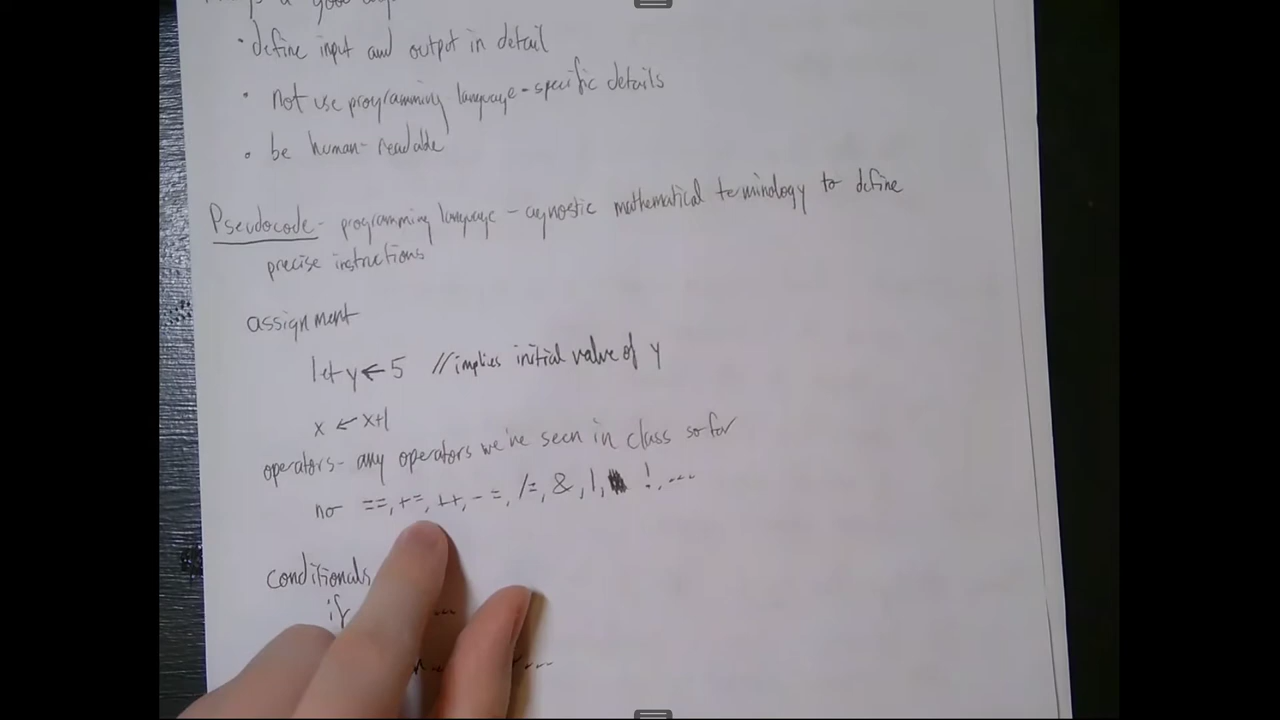 • define input and output in detail
• not use programming language-specific details
• be human-readable
Pseudocode - programming language-agnostic mathematical terminology to define
precise instructions
assignment
let y ← 5 //implies initial value of y
x ← x+1
operators- any operators we've seen in class so far
no ==, +=, ++, -=, /=, &, |, !, ...
conditionals
if ...